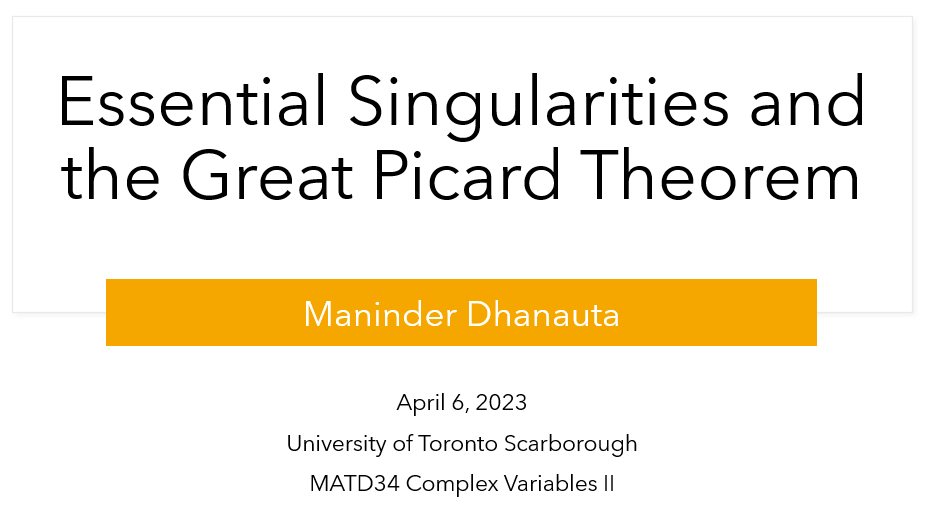 Essential Singularities and
the Great Picard Theorem
Maninder Dhanauta
April 6, 2023
University of Toronto Scarborough
MATD34 Complex Variables II